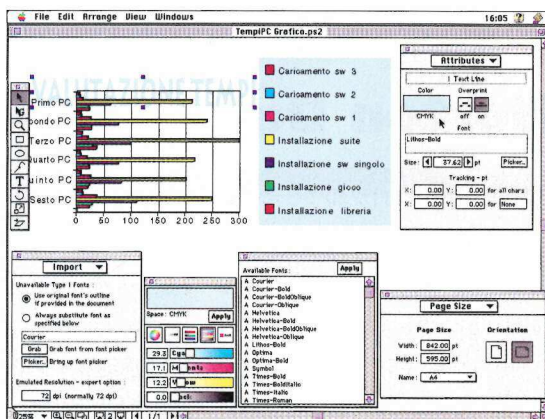 File Edit Arrange View Windows
16:05
TempiPC Grafico.ps2
VALUTAZIONE TEMP
Primo PC
Terzo PC
Quarto PC
uinto PC
Sesto PC
0 50 100 150 200 250 300
Carioamento sw 3
Carioamento sw 2
Carioamento sw 1
Installazione suite
Installazione sw singolo
Installazione gioco
Installazione libreria
Attributes
1 Text Line
Color
Overprint
CMYK
off on
Font
Lithos-Bold
Size: 37.62 pt Picker...
Tracking - pt
X: 0.00 Y: 0.00 for all chars
X: 0.00 Y: 0.00 for None
Import
Unavailable Type 1 Fonts:
Use original font's outline
if provided in the document
Always substitute font as
specified below
Courier
Grab Grab font from font picker
Picker.. Bring up font picker
Emulated Resolution - expert option:
72 dpi (normally 72 dpi)
Space: CMYK Apply
29.3
17.1
12.2
0.0
Available Fonts: Apply
A Courier
A Courier-Bold
A Courier-BoldOblique
A Courier-Oblique
A Helvetica
A Helvetica-Bold
A Helvetica-BoldOblique
A Helvetica-Oblique
A Lithos-Bold
A Optima
A Optima-Bold
A Symbol
A Times-Bold
A Times-BoldItalic
A Times-Italic
A Times-Roman
Page Size
Page Size Orientation
Width: 842.00 pt
Height: 595.00 pt
Name: A4
1/1